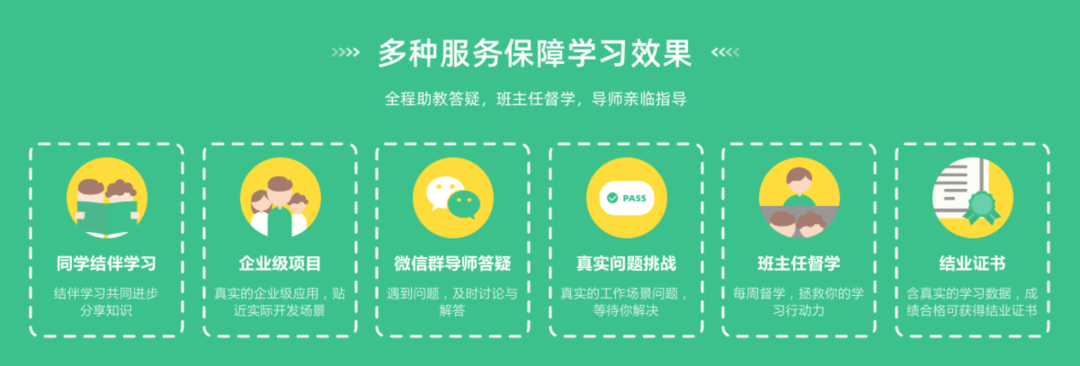 多种服务保障学习效果
全程助教答疑，班主任督学，导师亲临指导
PASS
同学结伴学习
结伴学习共同进步
分享知识
企业级项目
真实的企业级应用，贴
近实际开发场景
微信群导师答疑
遇到问题，及时讨论与
解答
真实问题挑战
真实的工作场景问题，
等待你解决
班主任督学
每周督学，拯救你的学
习行动力
结业证书
含真实的学习数据，成
绩合格可获得结业证书